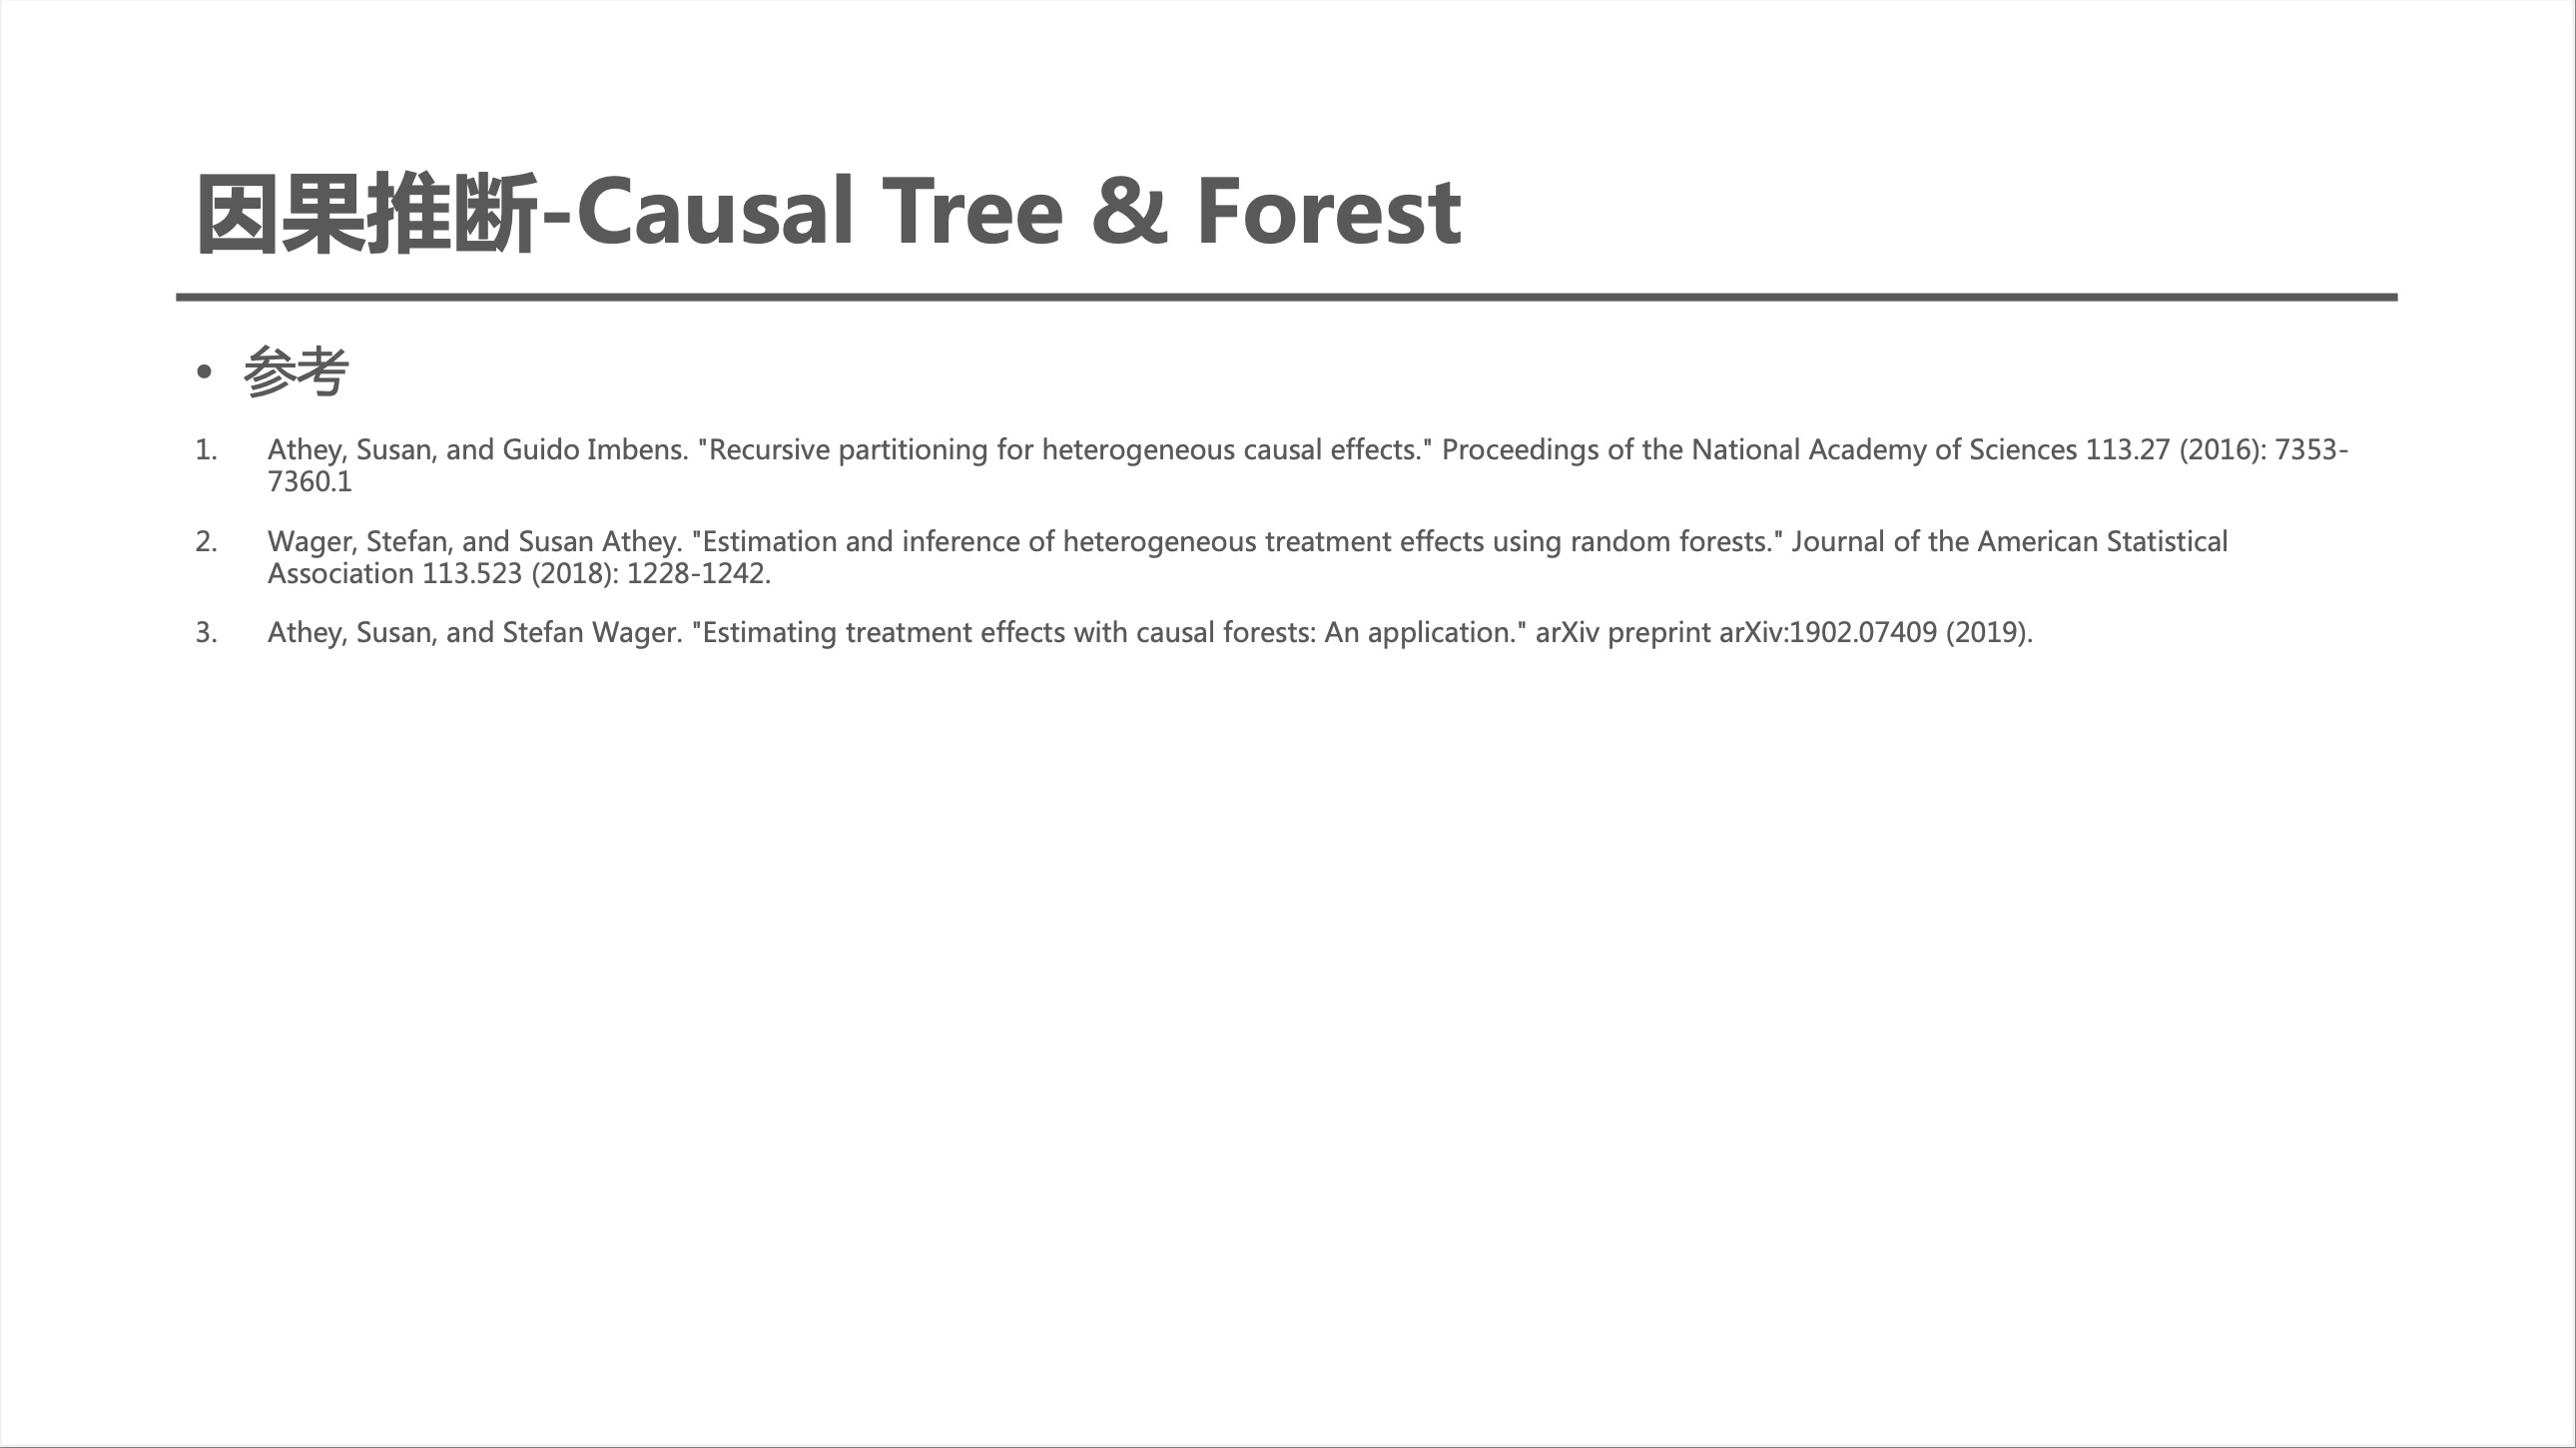 因果推断-Causal Tree & Forest
• 参考
1. Athey, Susan, and Guido Imbens. "Recursive partitioning for heterogeneous causal effects." Proceedings of the National Academy of Sciences 113.27 (2016): 7353-
7360.1
2. Wager, Stefan, and Susan Athey. "Estimation and inference of heterogeneous treatment effects using random forests." Journal of the American Statistical
Association 113.523 (2018): 1228-1242.
3. Athey, Susan, and Stefan Wager. "Estimating treatment effects with causal forests: An application." arXiv preprint arXiv:1902.07409 (2019).